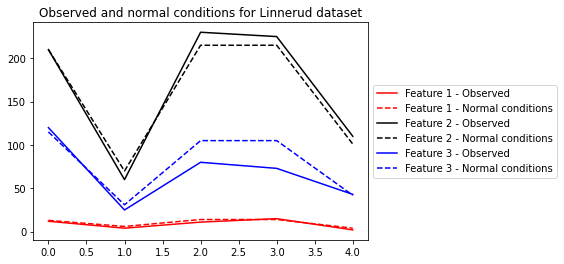 Observed and normal conditions for Linnerud dataset
200
150
100
50
0
0.0 0.5 1.0 1.5 2.0 2.5 3.0 3.5 4.0
Feature 1 - Observed
Feature 1 - Normal conditions
Feature 2 - Observed
Feature 2 - Normal conditions
Feature 3 - Observed
Feature 3 - Normal conditions